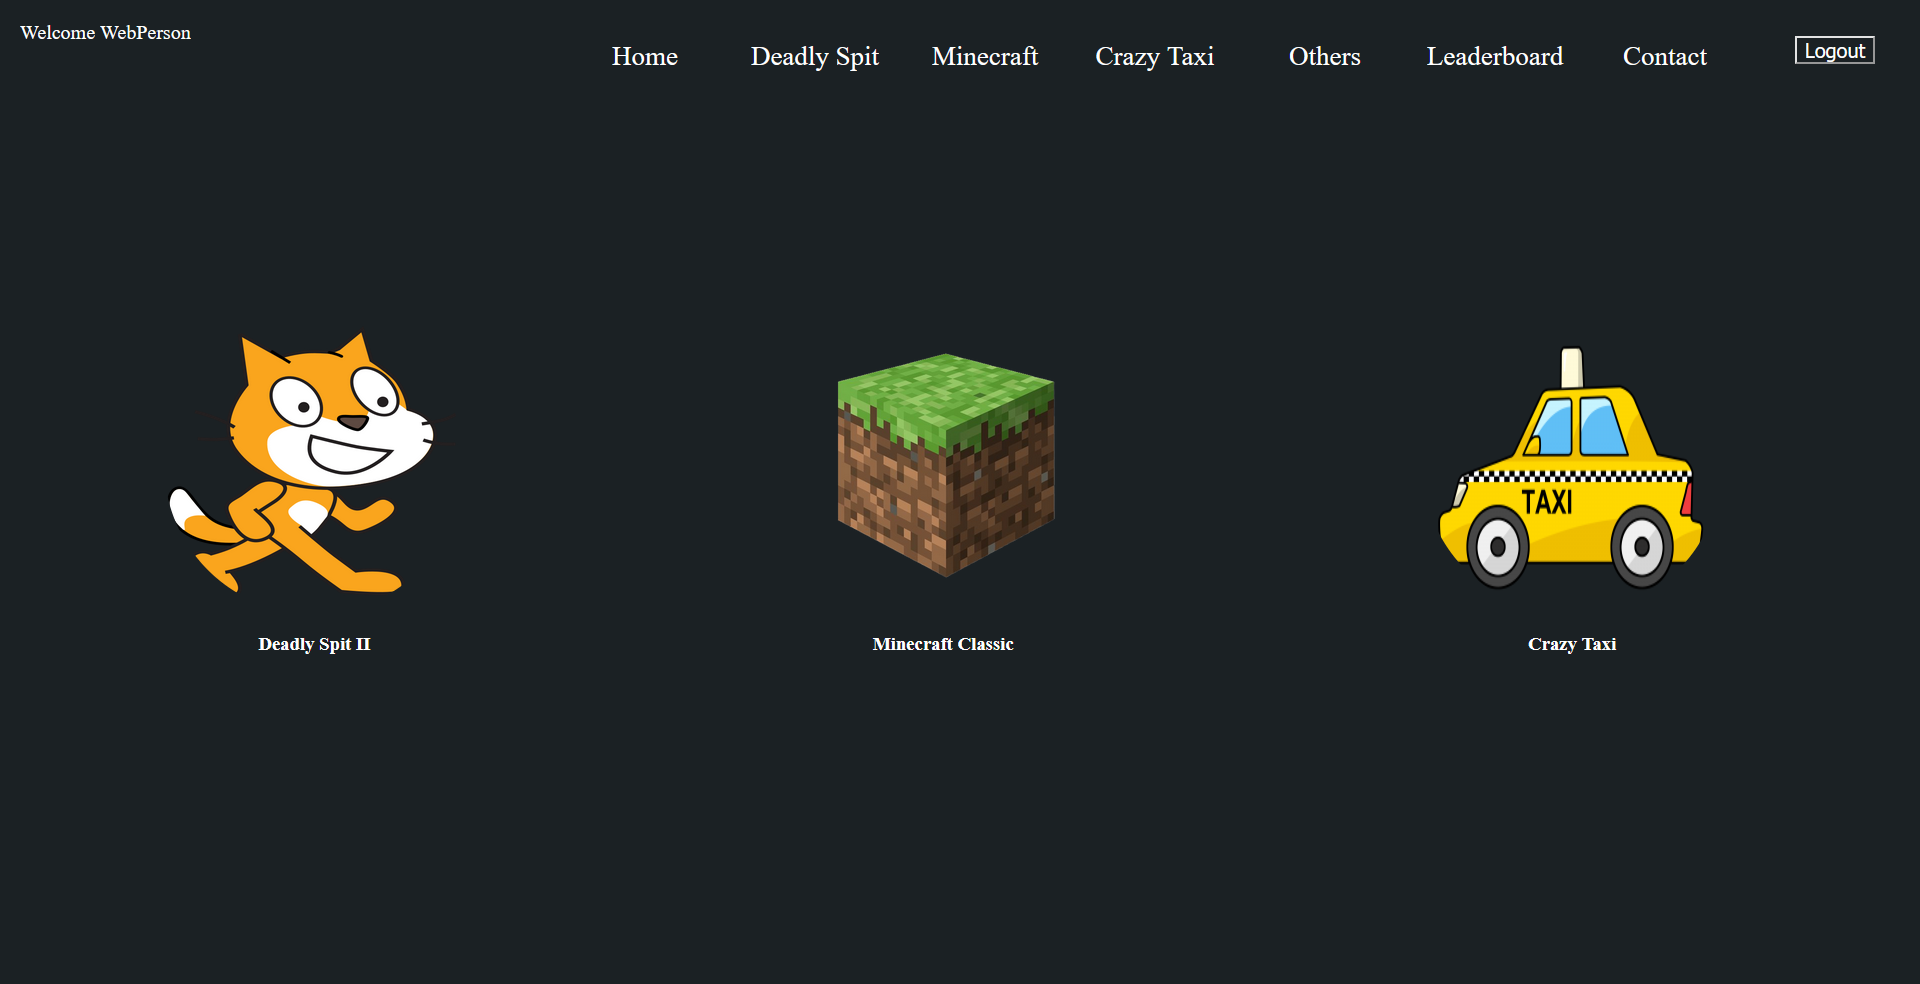 Welcome WebPerson
Home Deadly Spit Minecraft Crazy Taxi Others Leaderboard Contact Logout
TAXI
Deadly Spit II Minecraft Classic Crazy Taxi